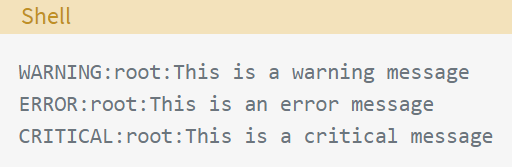 Shell
WARNING:root:This is a warning message
ERROR:root:This is an error message
CRITICAL:root:This is a critical message